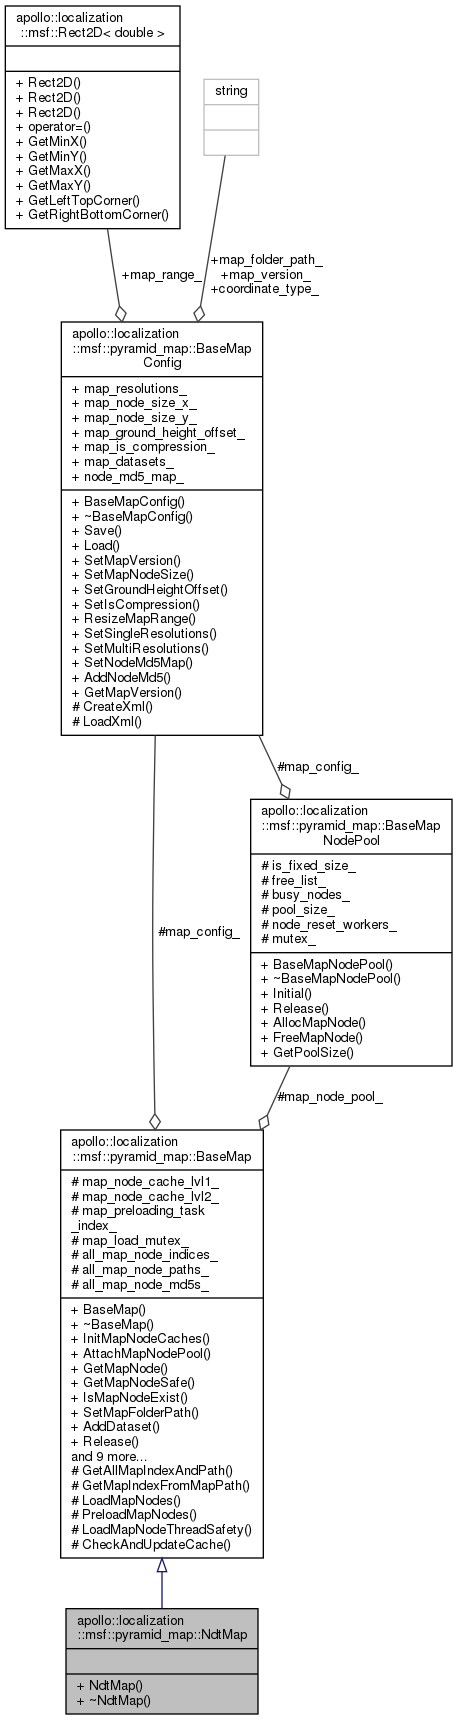 apollo::localization
::msf::Rect2D< double >
+ Rect2D()
+ Rect2D()
+ Rect2D()
+ operator=()
+ GetMinX()
+ GetMinY()
+ GetMaxX()
+ GetMaxY()
+ GetLeftTopCorner()
+ GetRightBottomCorner()
string
+map_range_
+map_folder_path_
+map_version_
+coordinate_type_
apollo::localization
::msf::pyramid_map::BaseMap
Config
+ map_resolutions_
+ map_node_size_x_
+ map_node_size_y_
+ map_ground_height_offset_
+ map_is_compression_
+ map_datasets_
+ node_md5_map_
+ BaseMapConfig()
+ ~BaseMapConfig()
+ Save()
+ Load()
+ SetMapVersion()
+ SetMapNodeSize()
+ SetGroundHeightOffset()
+ SetIsCompression()
+ ResizeMapRange()
+ SetSingleResolutions()
+ SetMultiResolutions()
+ SetNodeMd5Map()
+ AddNodeMd5()
+ GetMapVersion()
# CreateXml()
# LoadXml()
#map_config_
apollo::localization
::msf::pyramid_map::BaseMap
NodePool
# is_fixed_size_
# free_list_
# busy_nodes_
# pool_size_
# node_reset_workers_
# mutex_
+ BaseMapNodePool()
+ ~BaseMapNodePool()
+ Initial()
+ Release()
+ AllocMapNode()
+ FreeMapNode()
+ GetPoolSize()
#map_config_
#map_node_pool_
apollo::localization
::msf::pyramid_map::BaseMap
# map_node_cache_lvl1_
# map_node_cache_lvl2_
# map_preloading_task
_index_
# map_load_mutex_
# all_map_node_indices_
# all_map_node_paths_
# all_map_node_md5s_
+ BaseMap()
+ ~BaseMap()
+ InitMapNodeCaches()
+ AttachMapNodePool()
+ GetMapNode()
+ GetMapNodeSafe()
+ IsMapNodeExist()
+ SetMapFolderPath()
+ AddDataset()
+ Release()
and 9 more...
# GetAllMapIndexAndPath()
# GetMapIndexFromMapPath()
# LoadMapNodes()
# PreloadMapNodes()
# LoadMapNodeThreadSafety()
# CheckAndUpdateCache()
apollo::localization
::msf::pyramid_map::NdtMap
+ NdtMap()
+ ~NdtMap()